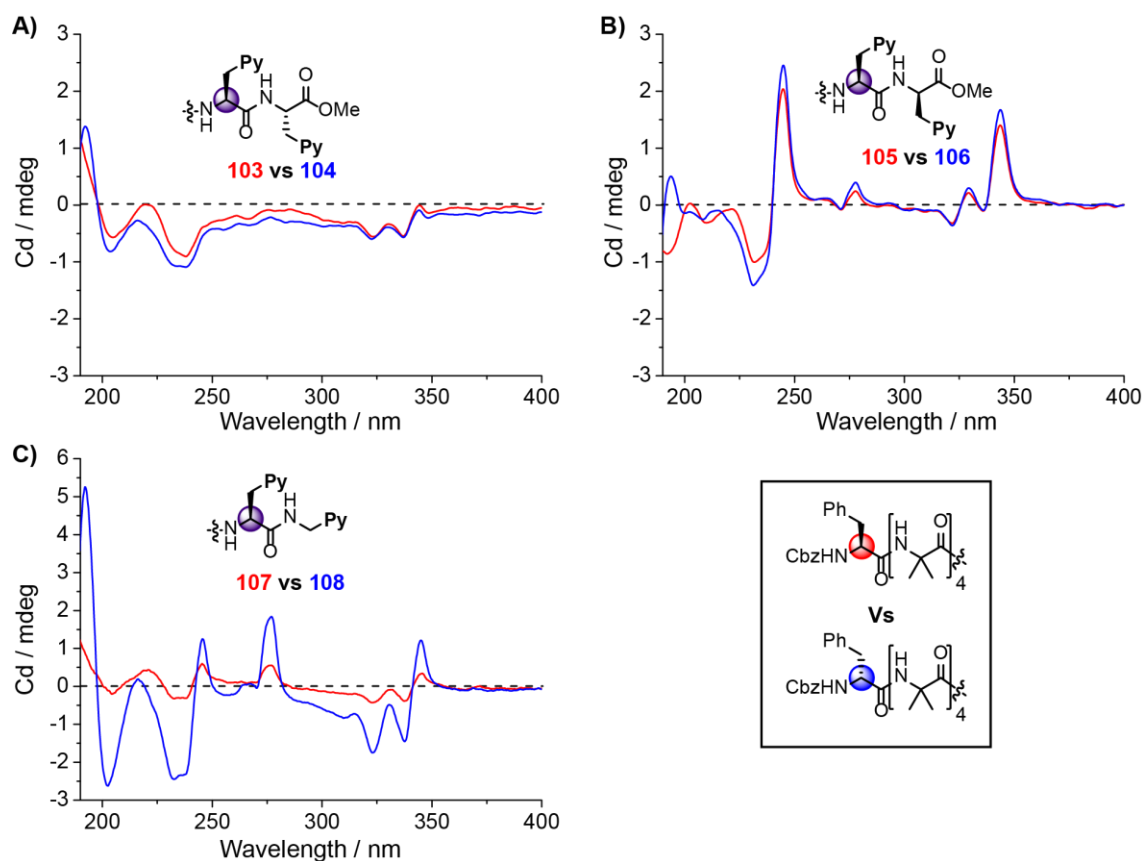 A)
3
2
1
0
-1
-2
-3
Cd / mdeg
Py
N
H
H
N
O
O
OMe
Py
103 vs 104
200
250
300
350
400
Wavelength / nm
B)
3
2
1
0
-1
-2
-3
Cd / mdeg
Py
N
H
H
N
O
O
OMe
Py
105 vs 106
200
250
300
350
400
Wavelength / nm
C)
6
5
4
3
2
1
0
-1
-2
-3
Cd / mdeg
Py
N
H
H
N
Py
O
107 vs 108
200
250
300
350
400
Wavelength / nm
Ph
CbzHN
H
N
O
O
4
Vs
Ph
CbzHN
H
N
O
O
4